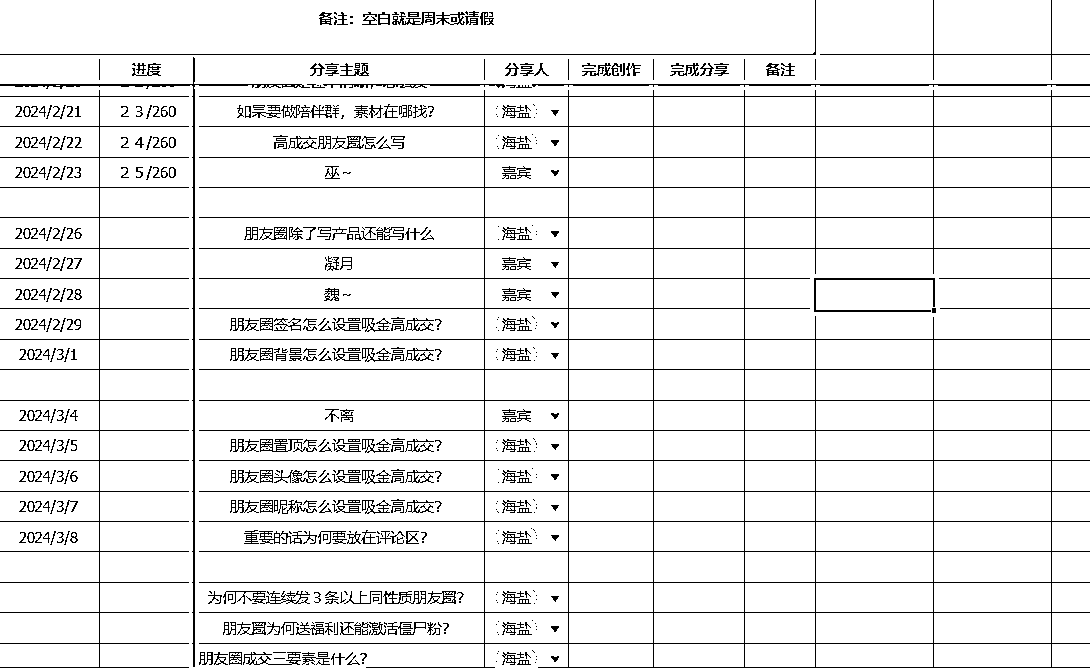 备注：空白就是周末或请假
进度 分享主题 分享人 完成创作 完成分享 备注
2024/2/21 23/260 如果要做陪伴群，素材在哪找？ 海盐
2024/2/22 24/260 高成交朋友圈怎么写 海盐
2024/2/23 25/260 巫~ 嘉宾
2024/2/26 朋友圈除了写产品还能写什么 海盐
2024/2/27 凝月 嘉宾
2024/2/28 魏~ 嘉宾
2024/2/29 朋友圈签名怎么设置吸金高成交？ 海盐
2024/3/1 朋友圈背景怎么设置吸金高成交？ 海盐
2024/3/4 不离 嘉宾
2024/3/5 朋友圈置顶怎么设置吸金高成交？ 海盐
2024/3/6 朋友圈头像怎么设置吸金高成交？ 海盐
2024/3/7 朋友圈昵称怎么设置吸金高成交？ 海盐
2024/3/8 重要的话为何要放在评论区？ 海盐
为何不要连续发3条以上同性质朋友圈？ 海盐
朋友圈为何送福利还能激活僵尸粉？ 海盐
朋友圈成交三要素是什么？ 海盐